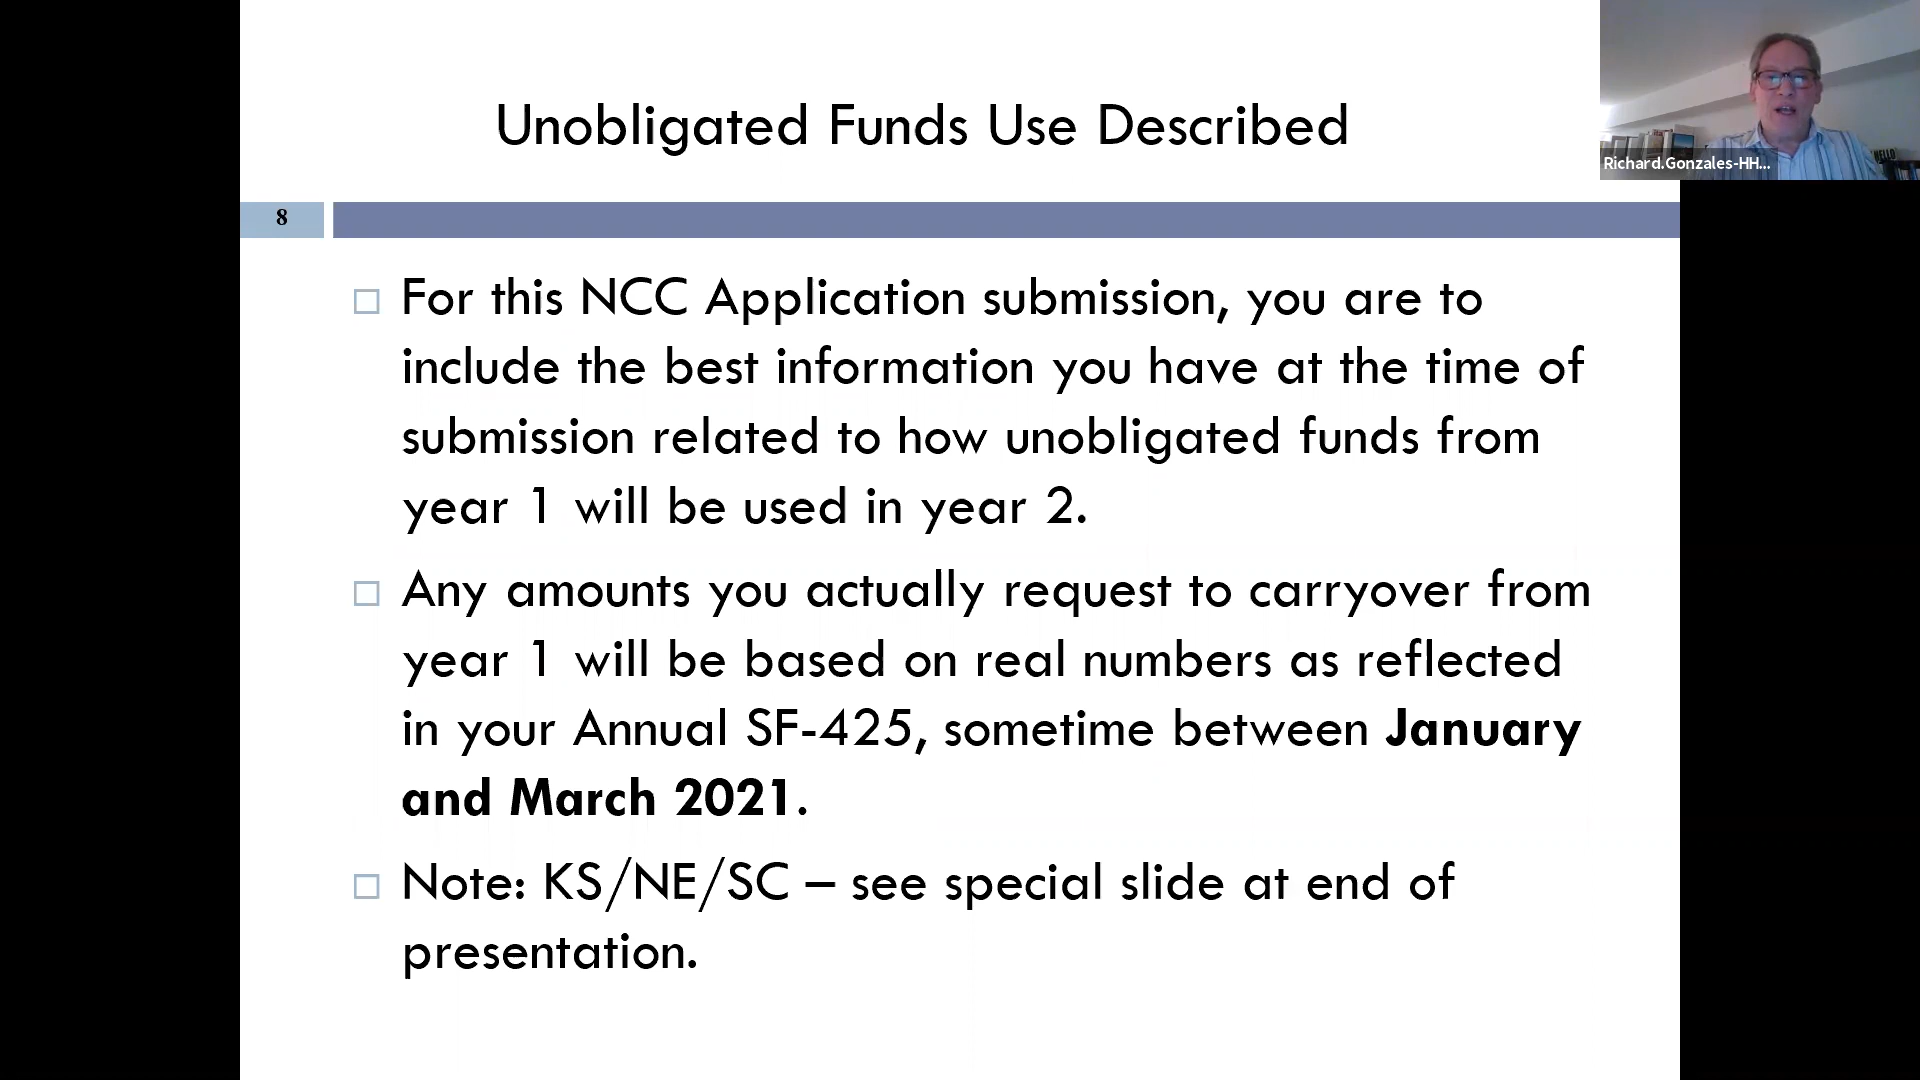 Unobligated Funds Use Described
Richard.Gonzales-HH...
HELLO
8
For this NCC Application submission, you are to
include the best information you have at the time of
submission related to how unobligated funds from
year 1 will be used in year 2.
Any amounts you actually request to carryover from
year 1 will be based on real numbers as reflected
in your Annual SF-425, sometime between January
and March 2021.
Note: KS/NE/SC – see special slide at end of
presentation.